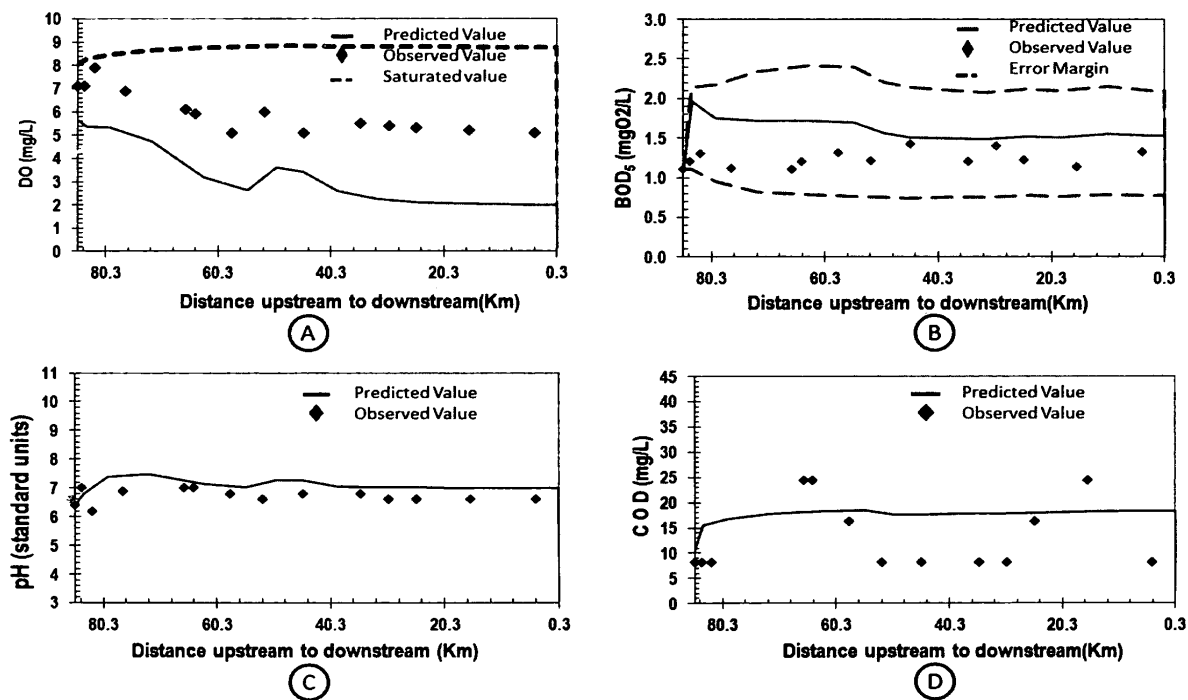 10
9
8
7
6
5
4
3
2
1
0
DO (mg/L)
Predicted Value
Observed Value
Saturated value
80.3 60.3 40.3 20.3 0.3
Distance upstream to downstream(Km)
A
3.0
2.5
2.0
1.5
1.0
0.5
0.0
BOD5 (mgO2/L)
Predicted Value
Observed Value
Error Margin
80.3 60.3 40.3 20.3 0.3
Distance upstream to downstream(Km)
B
11
10
9
8
7
6
5
4
3
pH (standard units)
Predicted Value
Observed Value
80.3 60.3 40.3 20.3 0.3
Distance upstream to downstream (Km)
C
45
40
35
30
25
20
15
10
5
0
C O D (mg/L)
Predicted Value
Observed Value
80.3 60.3 40.3 20.3 0.3
Distance upstream to downstream(Km)
D